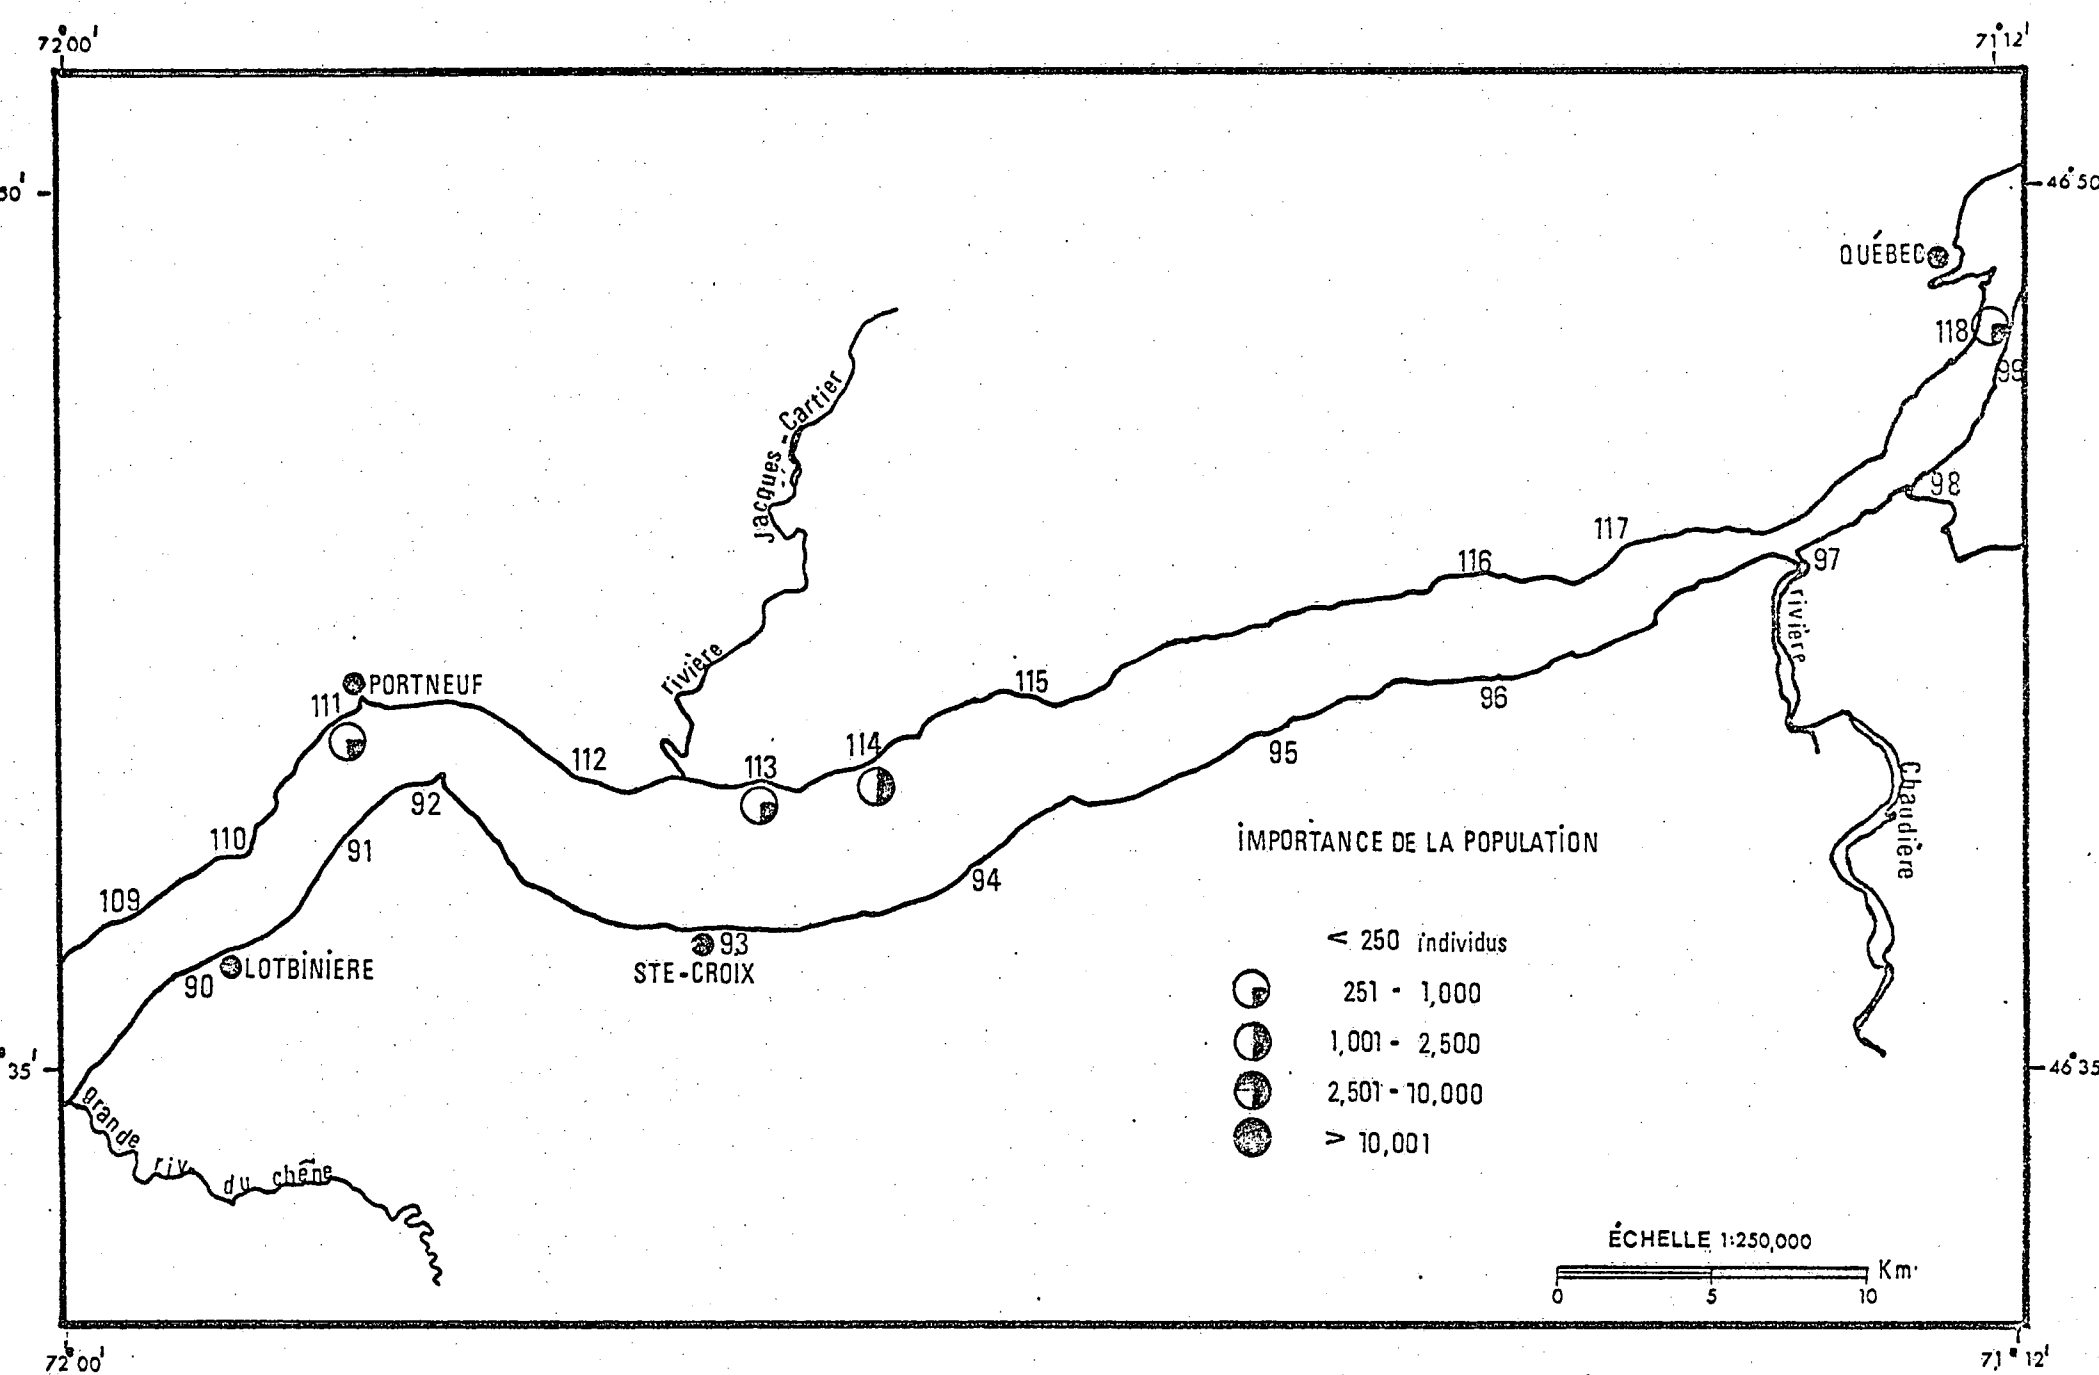 72°00'
71°12'
46°50
QUÉBEC
118
99
Jacques - Cartier
98
117
116
97
rivière
rivière
PORTNEUF
111
115
96
112
113
114
95
Chaudière
92
110
91
IMPORTANCE DE LA POPULATION
94
109
< 250 individus
93
STE-CROIX
LOTBINIERE
90
251 - 1,000
1,001 - 2,500
35'
46°35
2,501 - 10,000
grande riv. du chêne
> 10,001
ÉCHELLE 1:250,000
Km
0 5 10
72°00'
71°12'